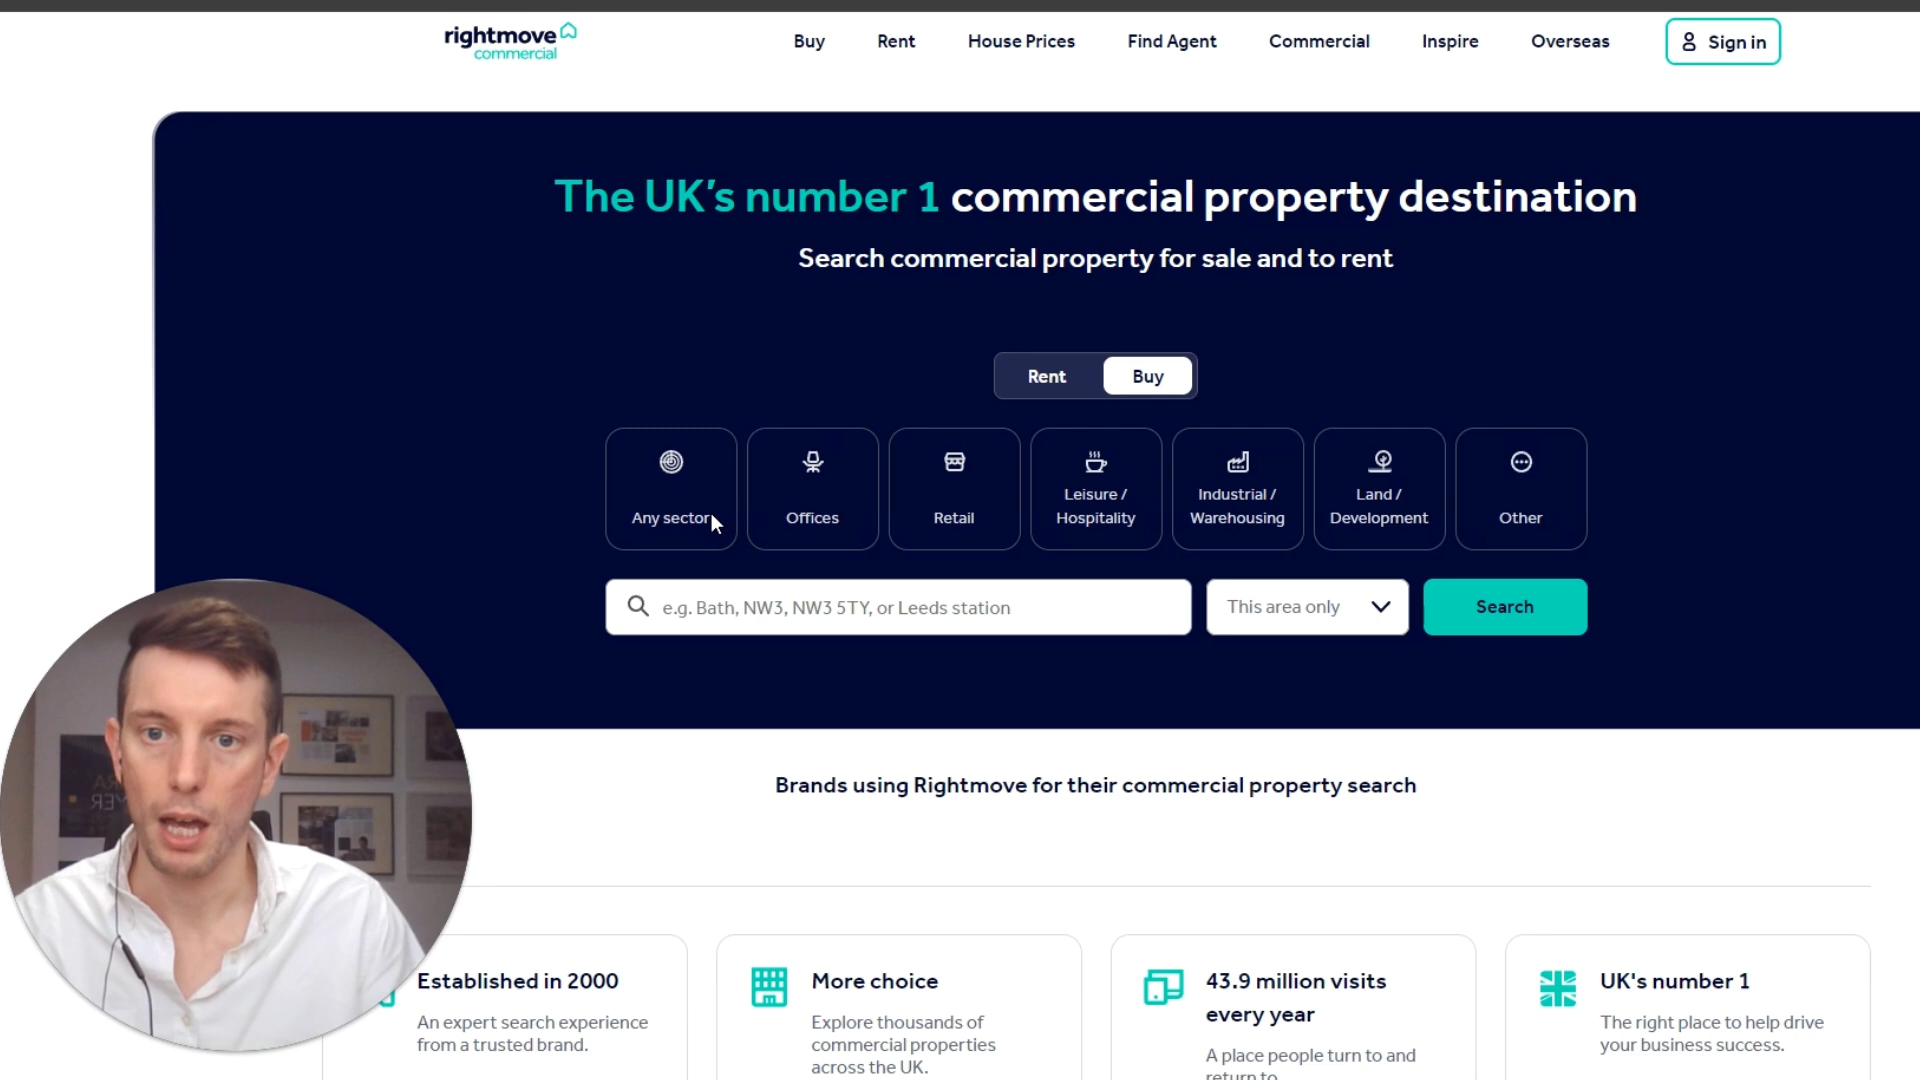 rightmove
commercial
Buy
Rent
House Prices
Find Agent
Commercial
Inspire
Overseas
Sign in
The UK’s number 1 commercial property destination
Search commercial property for sale and to rent
Rent
Buy
Any sector
Offices
Retail
Leisure /
Hospitality
Industrial /
Warehousing
Land /
Development
Other
e.g. Bath, NW3, NW3 5TY, or Leeds station
This area only
Search
Brands using Rightmove for their commercial property search
Established in 2000
An expert search experience
from a trusted brand.
More choice
Explore thousands of
commercial properties
across the UK.
43.9 million visits
every year
A place people turn to and
return to
UK's number 1
The right place to help drive
your business success.